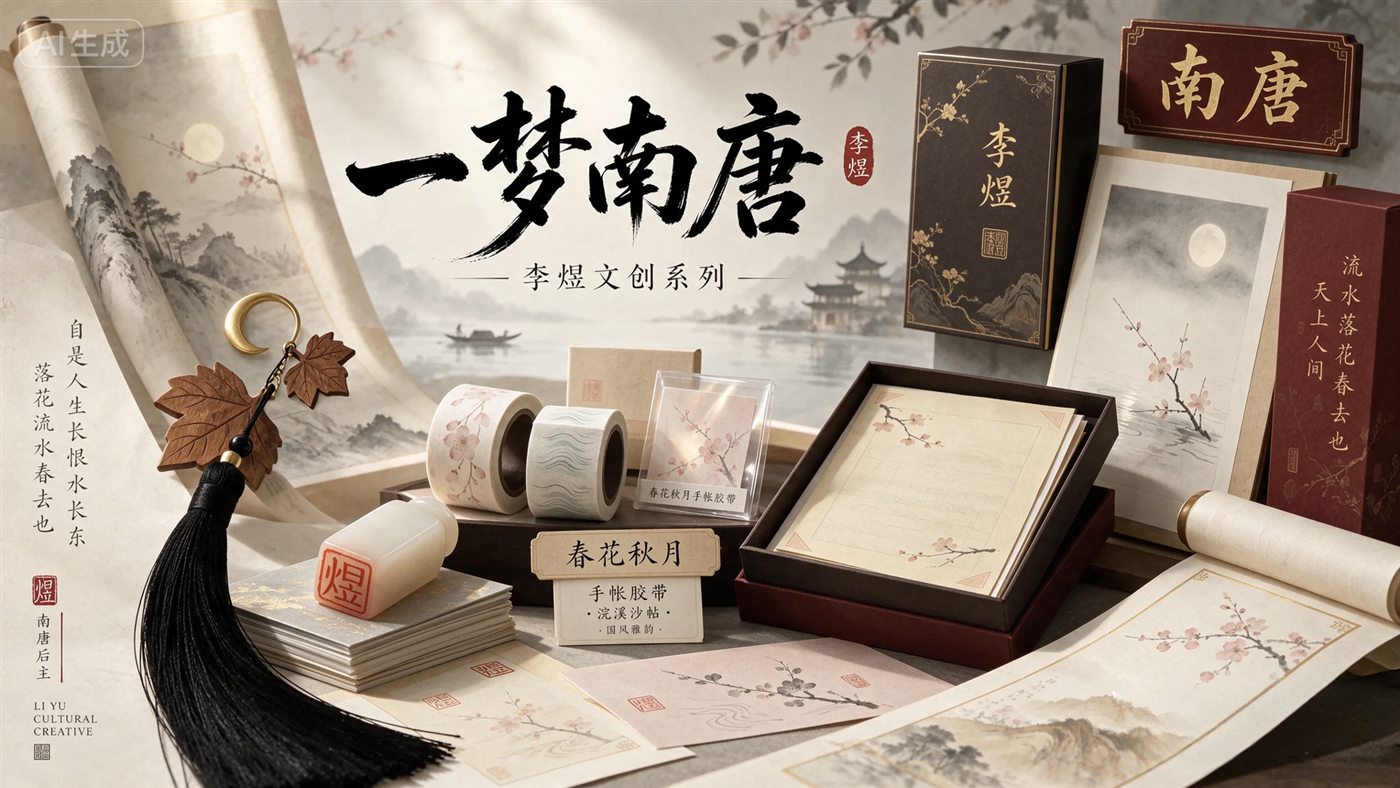 AI生成
一梦南唐
李煜
李煜文创系列
李煜
南唐
流水落花春去也
天上人间
自是人生长恨水长东
落花流水春去也
煜
南唐后主
LI YU
CULTURAL
CREATIVE
春花秋月手帐胶带
煜
春花秋月
手帐胶带
·浣溪沙帖·
·国风雅韵·